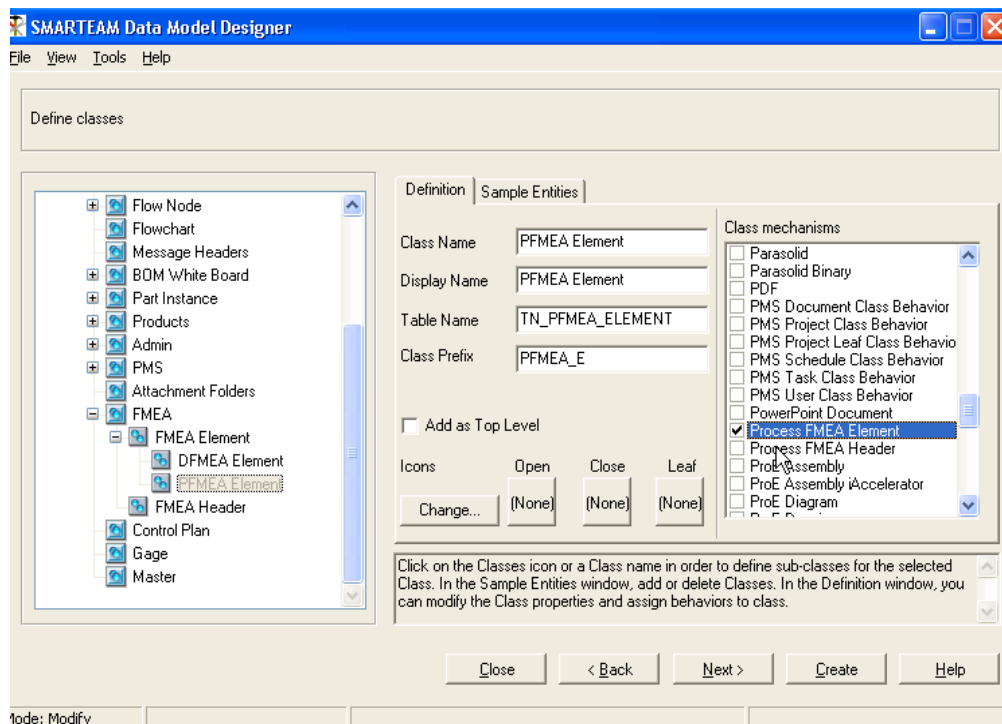 SMARTEAM Data Model Designer
File View Tools Help
Define classes
Flow Node
Flowchart
Message Headers
BOM White Board
Part Instance
Products
Admin
PMS
Attachment Folders
FMEA
FMEA Element
DFMEA Element
PFMEA Element
FMEA Header
Control Plan
Gage
Master
Definition Sample Entities
Class Name PFMEA Element
Display Name PFMEA Element
Table Name TN_PFMEA_ELEMENT
Class Prefix PFMEA_E
Add as Top Level
Icons Open Close Leaf
Change... (None) (None) (None)
Class mechanisms
Parasolid
Parasolid Binary
PDF
PMS Document Class Behavior
PMS Project Class Behavior
PMS Project Leaf Class Behavio
PMS Schedule Class Behavior
PMS Task Class Behavior
PMS User Class Behavior
PowerPoint Document
Process FMEA Element
Process FMEA Header
ProE Assembly
ProE Assembly iAccelerator
ProE Diagram
Click on the Classes icon or a Class name in order to define sub-classes for the selected
Class. In the Sample Entities window, add or delete Classes. In the Definition window, you
can modify the Class properties and assign behaviors to class.
Close < Back Next > Create Help
Mode: Modify